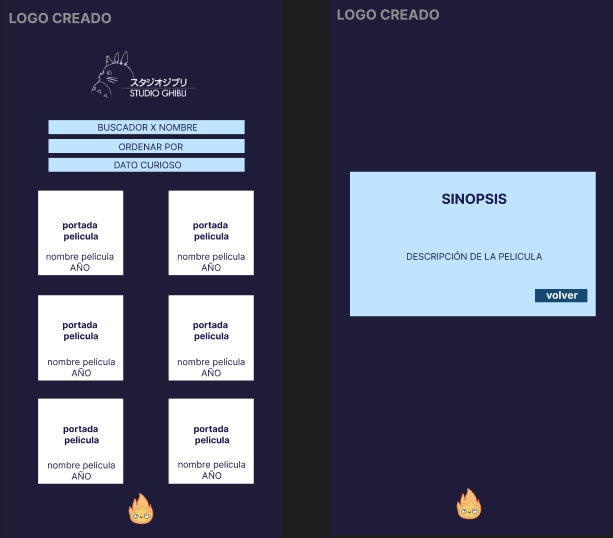 LOGO CREADO
スタジオジブリ
STUDIO GHIBLI
BUSCADOR X NOMBRE
ORDENAR POR
DATO CURIOSO
portada
pelicula
nombre pelicula
AÑO
portada
pelicula
nombre pelicula
AÑO
portada
pelicula
nombre pelicula
AÑO
portada
pelicula
nombre pelicula
AÑO
portada
pelicula
nombre pelicula
AÑO
portada
pelicula
nombre pelicula
AÑO
LOGO CREADO
SINOPSIS
DESCRIPCIÓN DE LA PELICULA
volver